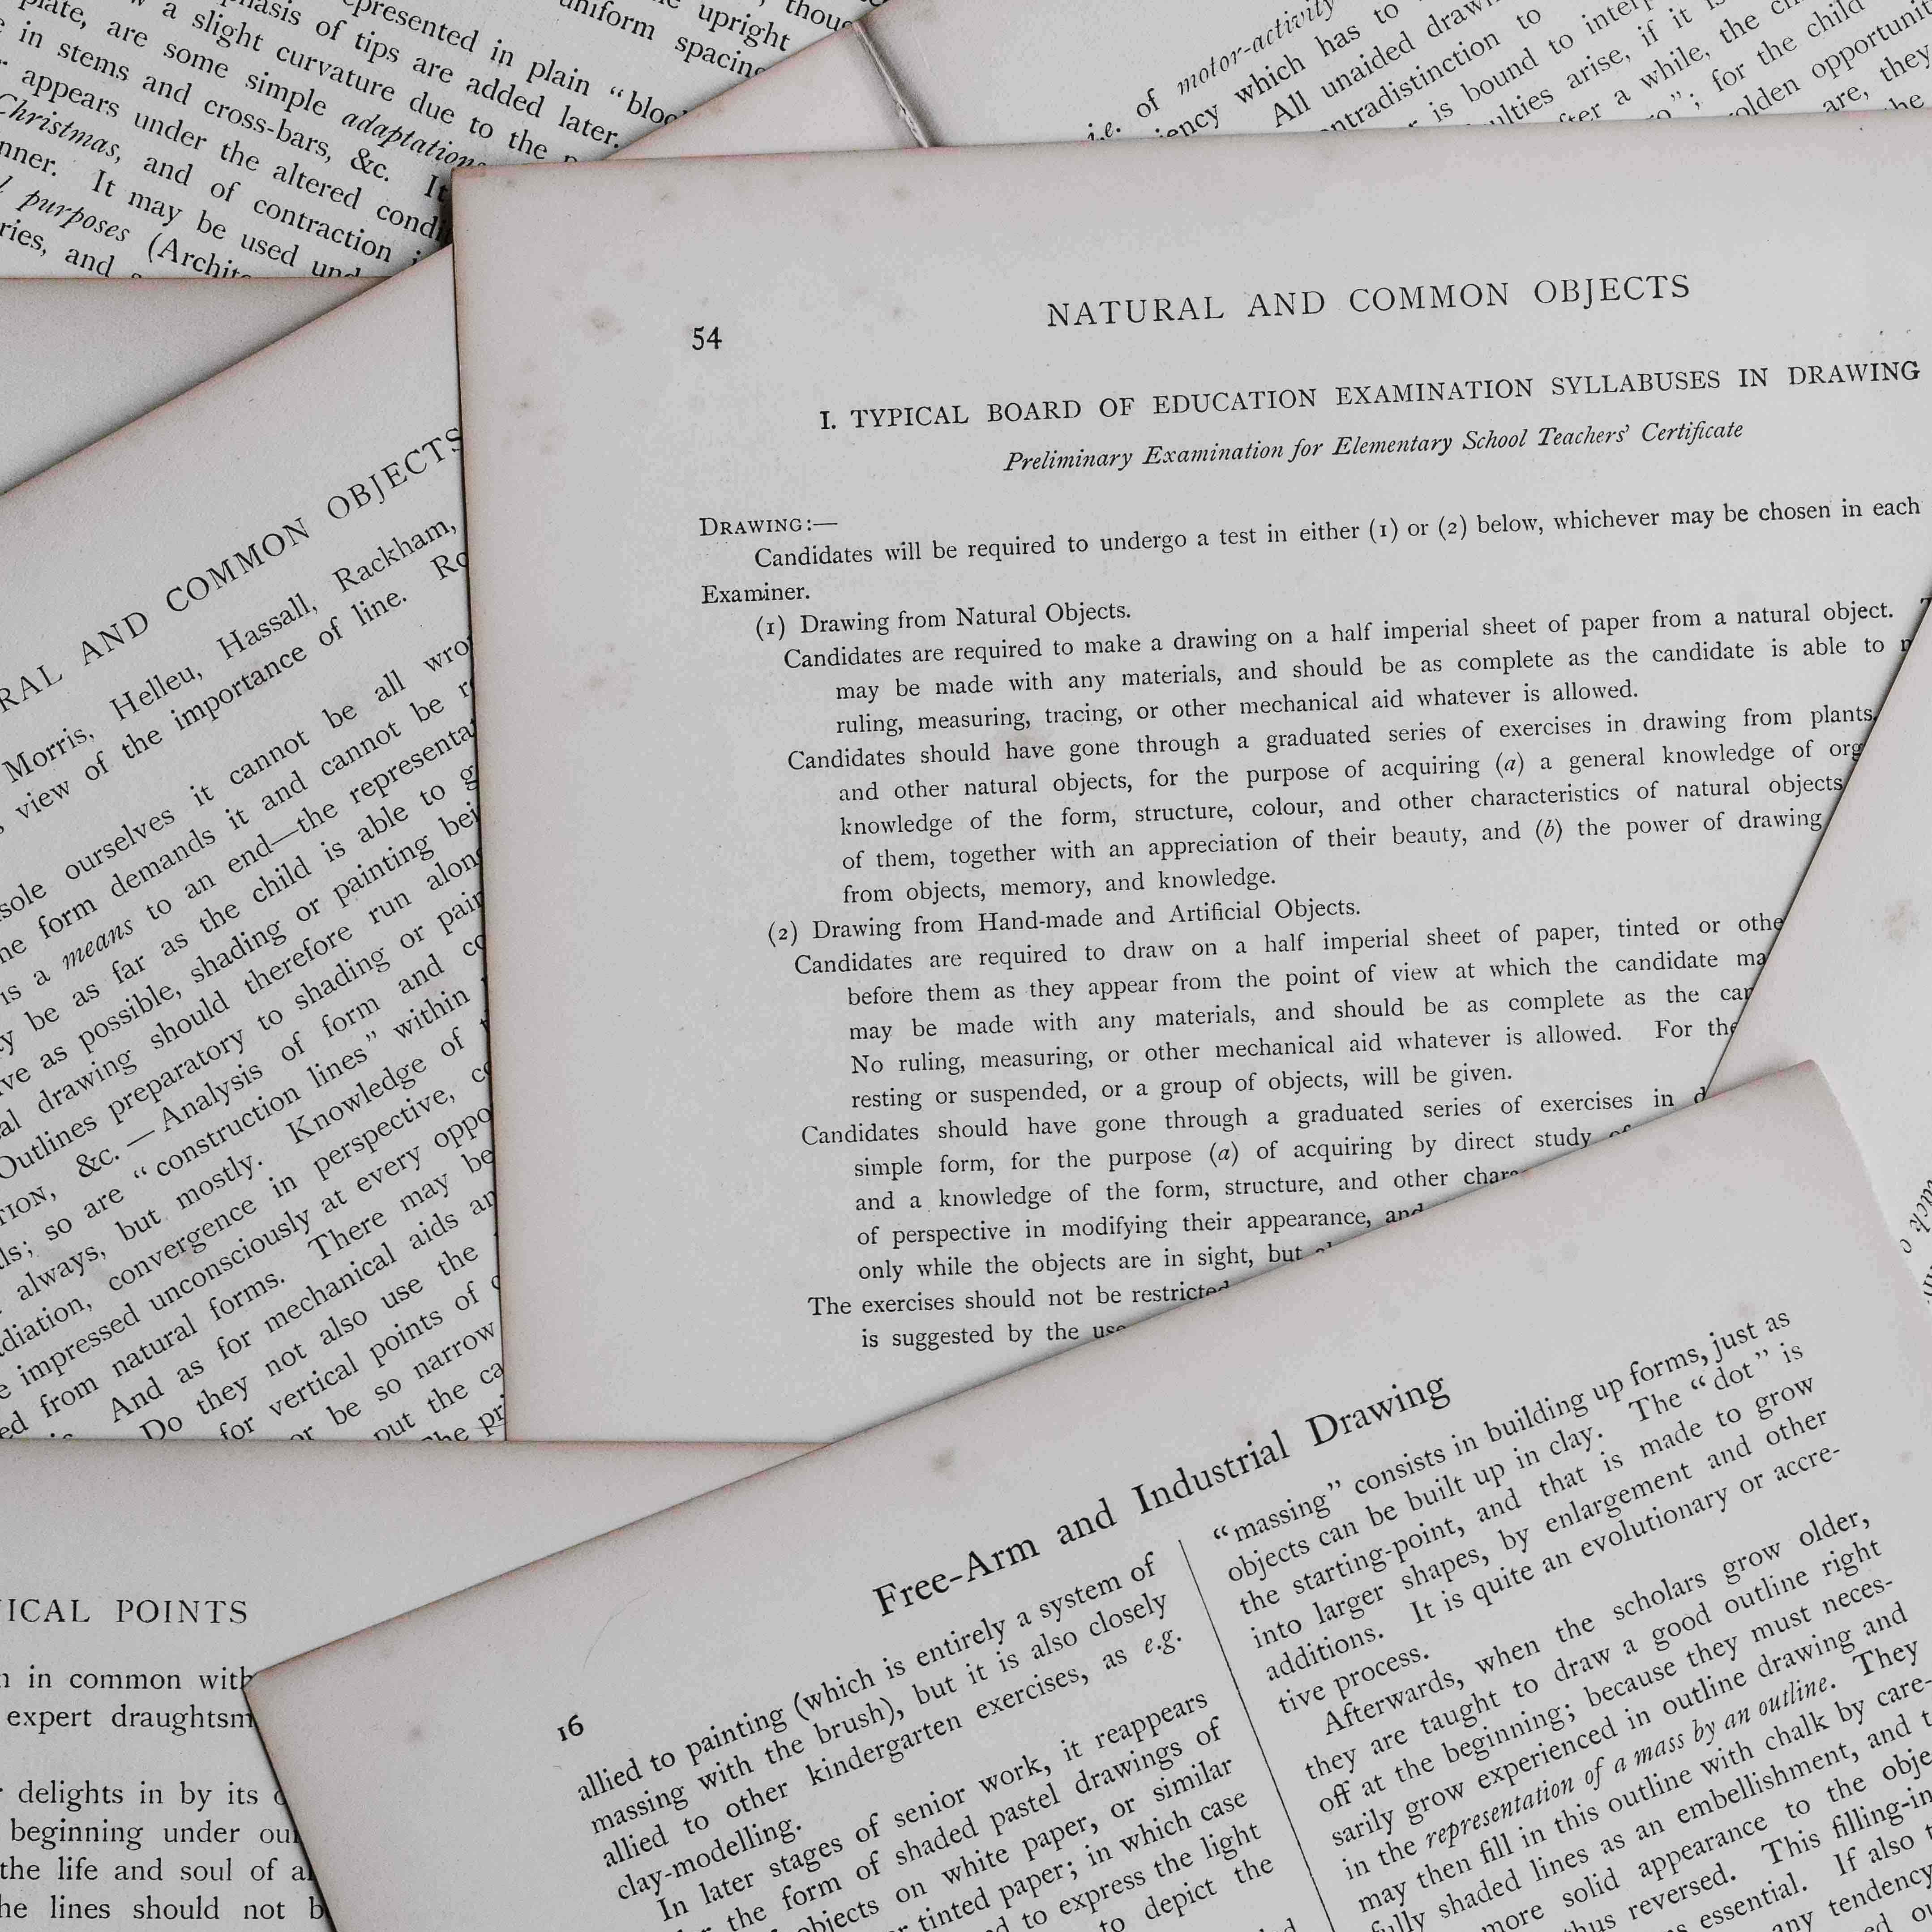 epresented in plain "bloc
hasis of tips are added later.
a slight curvature due to the
plate, are some simple adaptations
in stems and cross-bars, &c. It
appears under the altered condi
Christmas, and of contraction
nner. It may be used und
purposes (Archite
ries, and
thou
upright
uniform spacing
i.e. of motor-activity
iency which has to
All unaided draw
ontradistinction to
is bound to interp
ulties arise, if it
fter a while, the
"; for the child
olden opportunit
are, they
he
RAL AND COMMON OBJECTS
Morris, Helleu, Hassall, Rackham,
view of the importance of line. Ro
sole ourselves it cannot be all wro
he form demands it and cannot be r
is a means to an end—the representa
y be as far as the child is able to g
ve as possible, shading or painting bei
al drawing should therefore run along
Outlines preparatory to shading or pain
TION, &c.—Analysis of form and co
ls; so are "construction lines" within
always, but mostly. Knowledge of
diation, convergence in perspective, co
e impressed unconsciously at every oppo
ed from natural forms. There may be
And as for mechanical aids an
Do they not also use the
for vertical points of
or be so narrow
put the ca
he pri
54
NATURAL AND COMMON OBJECTS
I. TYPICAL BOARD OF EDUCATION EXAMINATION SYLLABUSES IN DRAWING
Preliminary Examination for Elementary School Teachers' Certificate
DRAWING:—
Candidates will be required to undergo a test in either (1) or (2) below, whichever may be chosen in each
Examiner.
(1) Drawing from Natural Objects.
Candidates are required to make a drawing on a half imperial sheet of paper from a natural object.
may be made with any materials, and should be as complete as the candidate is able to
ruling, measuring, tracing, or other mechanical aid whatever is allowed.
Candidates should have gone through a graduated series of exercises in drawing from plants,
and other natural objects, for the purpose of acquiring (a) a general knowledge of org
knowledge of the form, structure, colour, and other characteristics of natural objects
of them, together with an appreciation of their beauty, and (b) the power of drawing
from objects, memory, and knowledge.
(2) Drawing from Hand-made and Artificial Objects.
Candidates are required to draw on a half imperial sheet of paper, tinted or othe
before them as they appear from the point of view at which the candidate ma
may be made with any materials, and should be as complete as the can
No ruling, measuring, or other mechanical aid whatever is allowed. For the
resting or suspended, or a group of objects, will be given.
Candidates should have gone through a graduated series of exercises in d
simple form, for the purpose (a) of acquiring by direct study of
and a knowledge of the form, structure, and other chara
of perspective in modifying their appearance, and
only while the objects are in sight, but
The exercises should not be restricted
is suggested by the use
ICAL POINTS
n in common with
expert draughtsm
delights in by its
beginning under our
the life and soul of al
he lines should not b
16
Free-Arm and Industrial Drawing
allied to painting (which is entirely a system of
massing with the brush), but it is also closely
allied to other kindergarten exercises, as e.g.
clay-modelling.
In later stages of senior work, it reappears
the form of shaded pastel drawings of
objects on white paper, or similar
tinted paper; in which case
to express the light
to depict the
"massing" consists in building up forms, just as
objects can be built up in clay. The "dot" is
the starting-point, and that is made to grow
into larger shapes, by enlargement and other
additions. It is quite an evolutionary or accre-
tive process.
Afterwards, when the scholars grow older,
they are taught to draw a good outline right
off at the beginning; because they must neces-
sarily grow experienced in outline drawing and
in the representation of a mass by an outline. They
may then fill in this outline with chalk by care-
fully shaded lines as an embellishment, and t
more solid appearance to the obje
thus reversed. This filling-in
essential. If also
any tendency